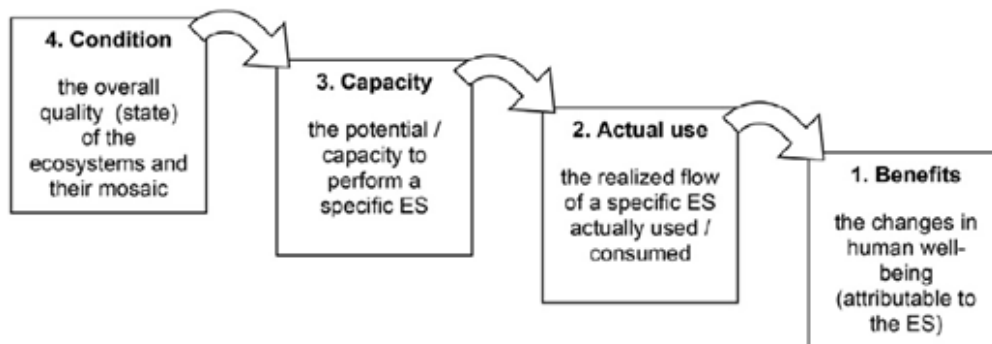 4. Condition
the overall
quality (state)
of the
ecosystems and
their mosaic
3. Capacity
the potential /
capacity to
perform a
specific ES
2. Actual use
the realized flow
of a specific ES
actually used /
consumed
1. Benefits
the changes in
human well-
being
(attributable to
the ES)